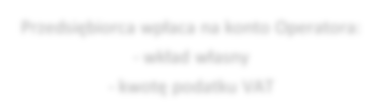 Przedsiębiorca wpłaca na konto Operatora:
- wkład własny
- kwotę podatku VAT